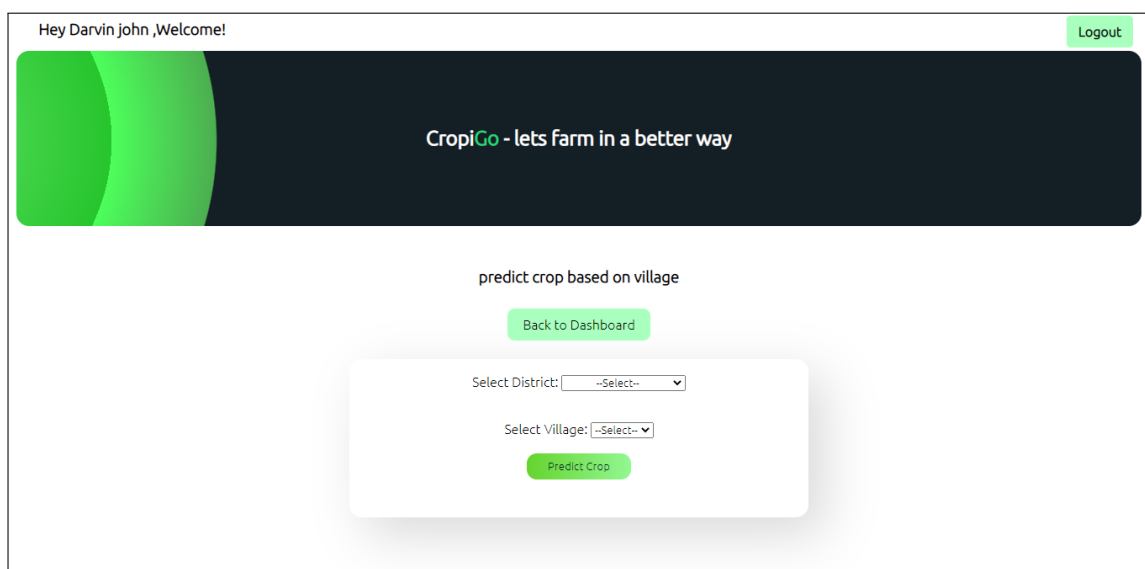 Hey Darvin john ,Welcome!
Logout
CropiGo - lets farm in a better way
predict crop based on village
Back to Dashboard
Select District: --Select--
Select Village: --Select--
Predict Crop